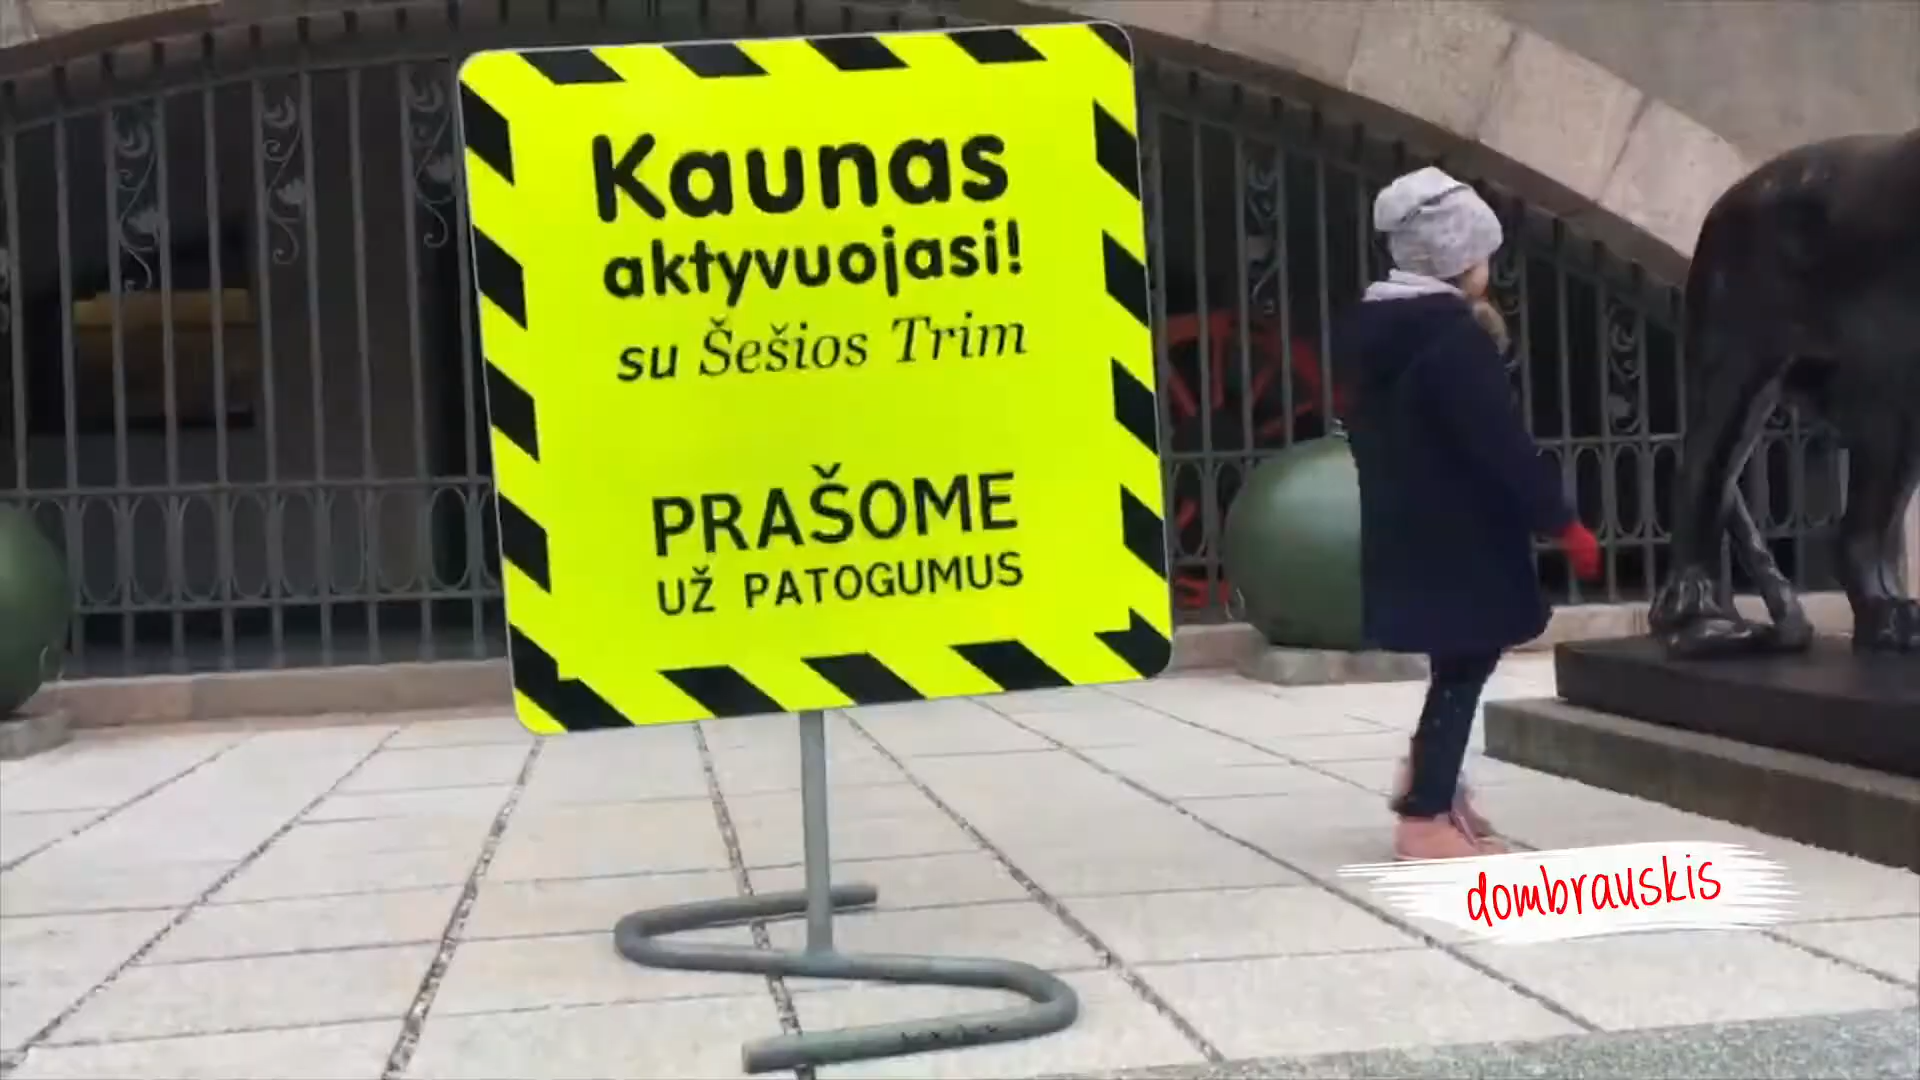 Kaunas
aktyvuojasi!
su Šešios Trim
PRAŠOME
UŽ PATOGUMUS
dombrauskis